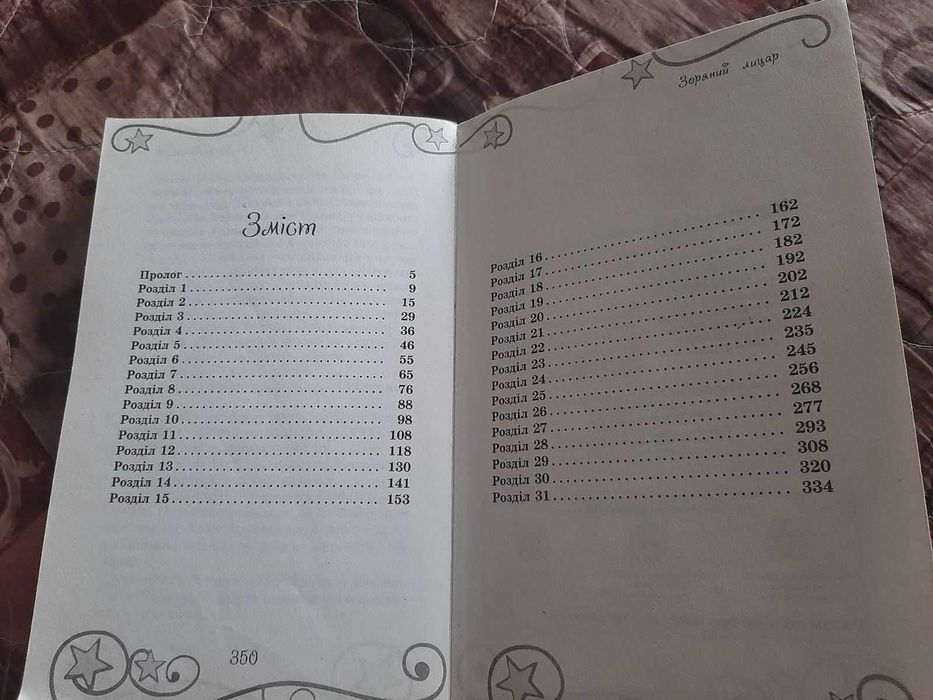 Зміст
Пролог ........................ 5
Розділ 1 ........................ 9
Розділ 2 ........................ 15
Розділ 3 ........................ 29
Розділ 4 ........................ 36
Розділ 5 ........................ 46
Розділ 6 ........................ 55
Розділ 7 ........................ 65
Розділ 8 ........................ 76
Розділ 9 ........................ 88
Розділ 10 ........................ 98
Розділ 11 ........................ 108
Розділ 12 ........................ 118
Розділ 13 ........................ 130
Розділ 14 ........................ 141
Розділ 15 ........................ 153
350
Зоряний лицар
Розділ 16 ........................ 162
Розділ 17 ........................ 172
Розділ 18 ........................ 182
Розділ 19 ........................ 192
Розділ 20 ........................ 202
Розділ 21 ........................ 212
Розділ 22 ........................ 224
Розділ 23 ........................ 235
Розділ 24 ........................ 245
Розділ 25 ........................ 256
Розділ 26 ........................ 268
Розділ 27 ........................ 277
Розділ 28 ........................ 293
Розділ 29 ........................ 308
Розділ 30 ........................ 320
Розділ 31 ........................ 334